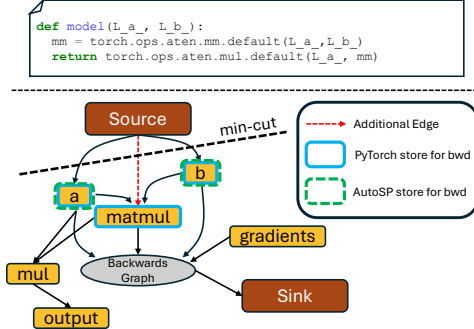 def model(L_a_, L_b_):
mm = torch.ops.aten.mm.default(L_a_,L_b_)
return torch.ops.aten.mul.default(L_a_, mm)
Source
min-cut
Additional Edge
PyTorch store for bwd
AutoSP store for bwd
a
b
matmul
gradients
mul
Backwards
Graph
output
Sink